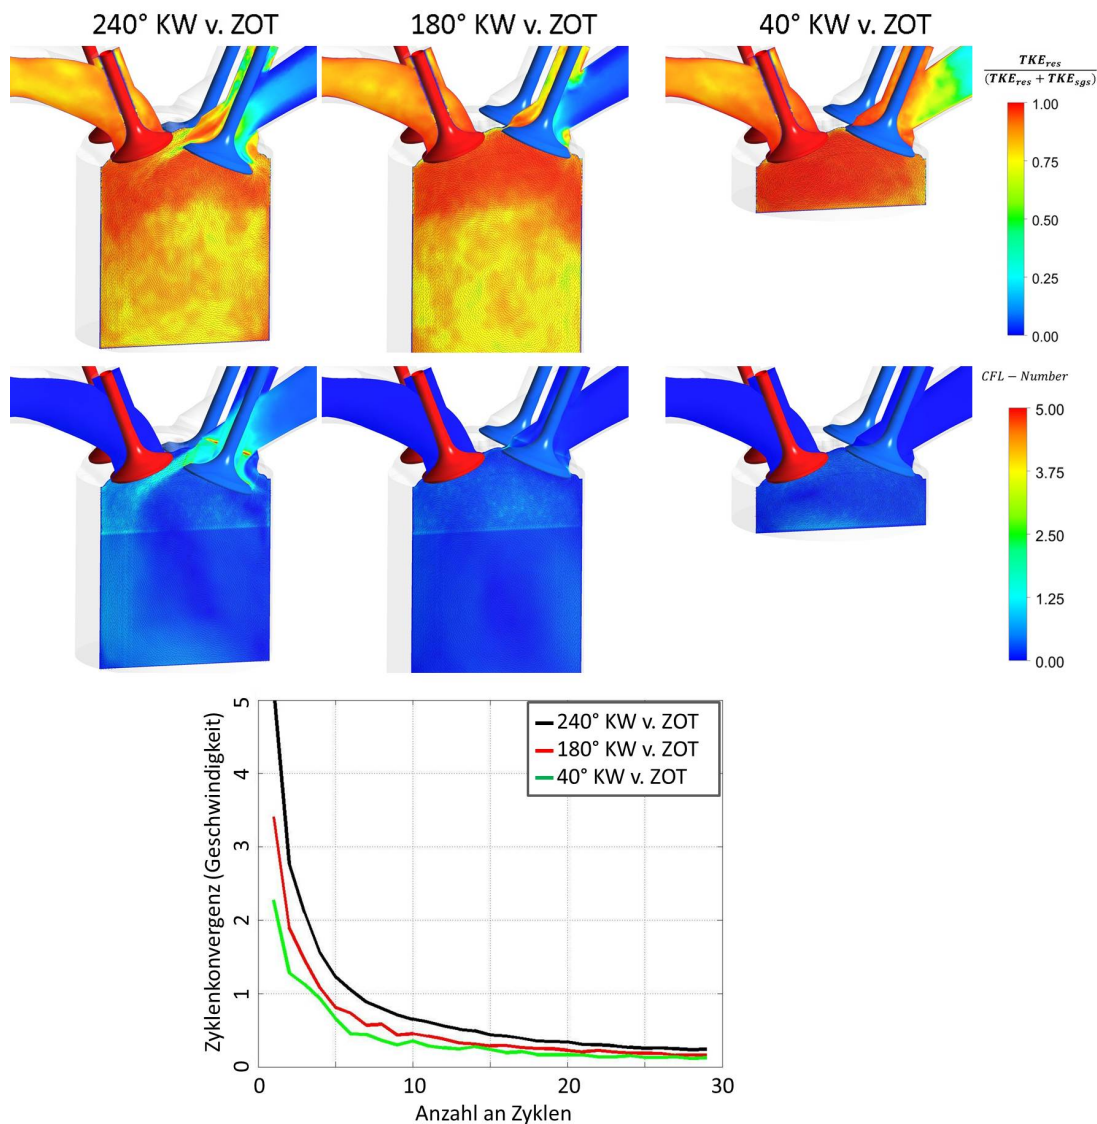 240° KW v. ZOT
180° KW v. ZOT
40° KW v. ZOT
TKE_res
(TKE_res + TKE_sgs)
1.00
0.75
0.50
0.25
0.00
CFL − Number
5.00
3.75
2.50
1.25
0.00
Zyklenkonvergenz (Geschwindigkeit)
5
4
3
2
1
0
240° KW v. ZOT
180° KW v. ZOT
40° KW v. ZOT
0
10
20
30
Anzahl an Zyklen